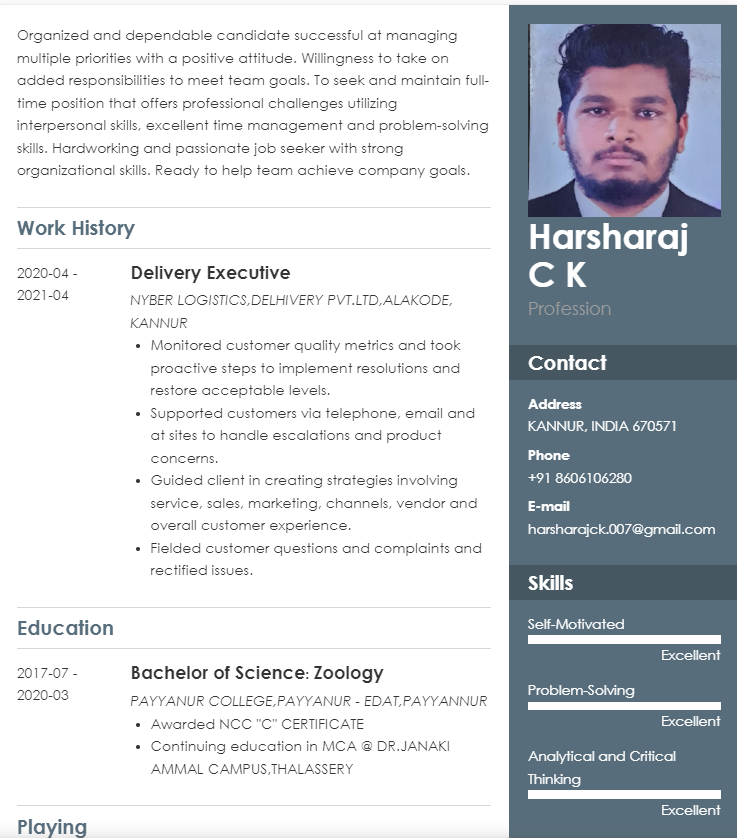 Organized and dependable candidate successful at managing
multiple priorities with a positive attitude. Willingness to take on
added responsibilities to meet team goals. To seek and maintain full-
time position that offers professional challenges utilizing
interpersonal skills, excellent time management and problem-solving
skills. Hardworking and passionate job seeker with strong
organizational skills. Ready to help team achieve company goals.
Work History
2020-04 -
2021-04
Delivery Executive
NYBER LOGISTICS,DELHIVERY PVT.LTD,ALAKODE,
KANNUR
• Monitored customer quality metrics and took
proactive steps to implement resolutions and
restore acceptable levels.
• Supported customers via telephone, email and
at sites to handle escalations and product
concerns.
• Guided client in creating strategies involving
service, sales, marketing, channels, vendor and
overall customer experience.
• Fielded customer questions and complaints and
rectified issues.
Education
2017-07 -
2020-03
Bachelor of Science: Zoology
PAYYANUR COLLEGE,PAYYANUR - EDAT,PAYYANNUR
• Awarded NCC "C" CERTIFICATE
• Continuing education in MCA @ DR.JANAKI
AMMAL CAMPUS,THALASSERY
Playing
Harsharaj
C K
Profession
Contact
Address
KANNUR, INDIA 670571
Phone
+91 8606106280
E-mail
harsharajck.007@gmail.com
Skills
Self-Motivated
Excellent
Problem-Solving
Excellent
Analytical and Critical
Thinking
Excellent